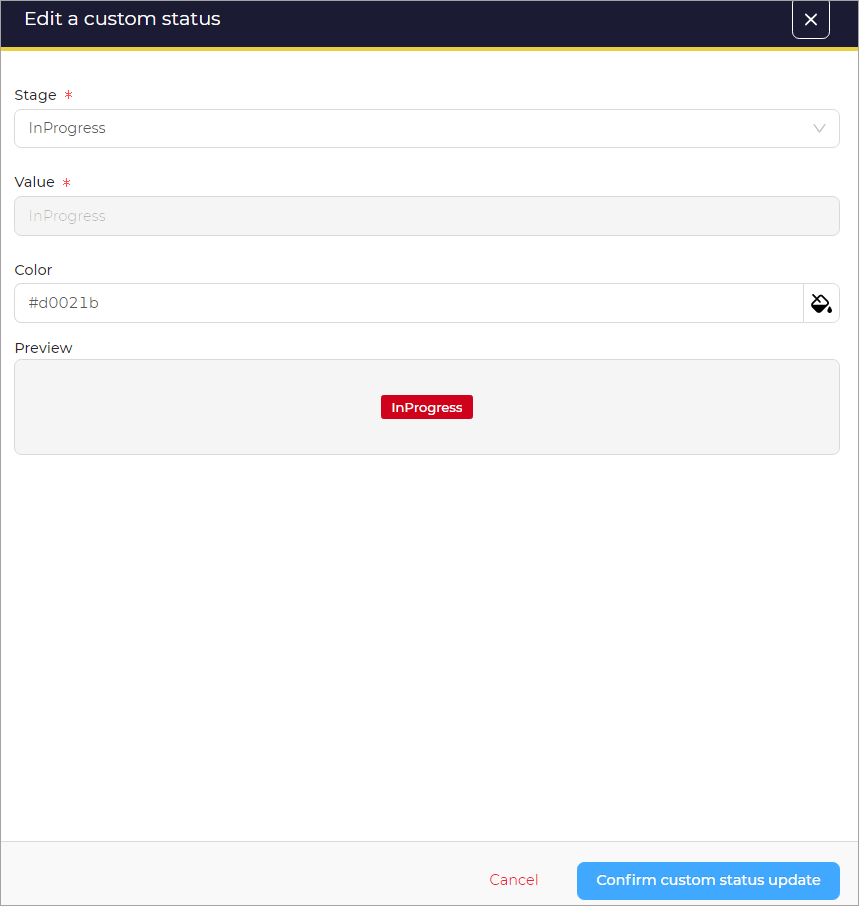 Edit a custom status
Stage *
InProgress
Value *
InProgress
Color
#d0021b
Preview
InProgress
Cancel
Confirm custom status update